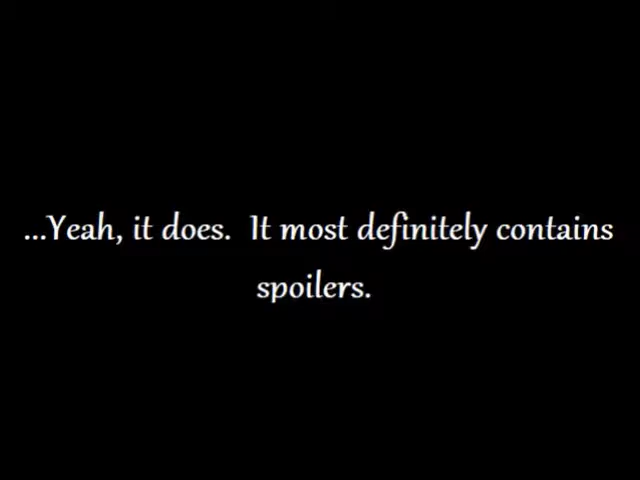 ...Yeah, it does.  It most definitely contains
spoilers.